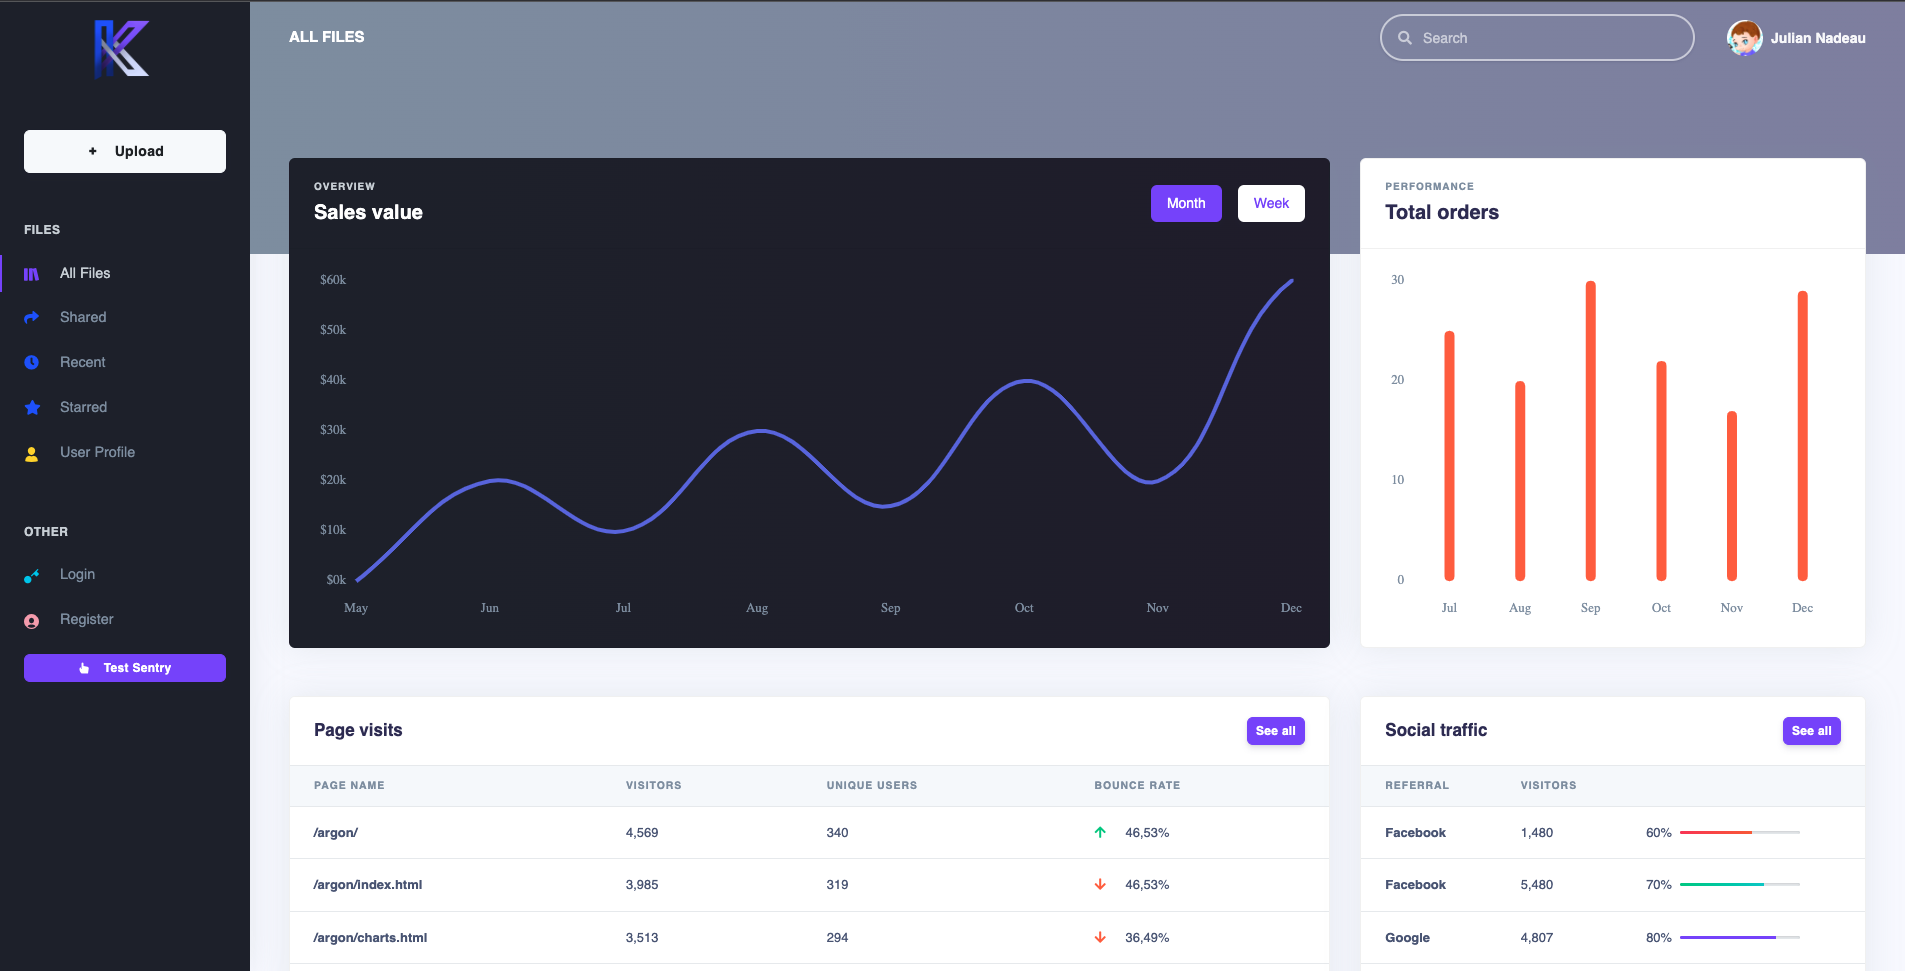 ALL FILES
Search
Julian Nadeau
+ Upload
FILES
All Files
Shared
Recent
Starred
User Profile
OTHER
Login
Register
Test Sentry
OVERVIEW
Sales value
Month
Week
$60k
$50k
$40k
$30k
$20k
$10k
$0k
May Jun Jul Aug Sep Oct Nov Dec
PERFORMANCE
Total orders
30
20
10
0
Jul Aug Sep Oct Nov Dec
Page visits
See all
PAGE NAME VISITORS UNIQUE USERS BOUNCE RATE
/argon/ 4,569 340 46,53%
/argon/index.html 3,985 319 46,53%
/argon/charts.html 3,513 294 36,49%
Social traffic
See all
REFERRAL VISITORS
Facebook 1,480 60%
Facebook 5,480 70%
Google 4,807 80%